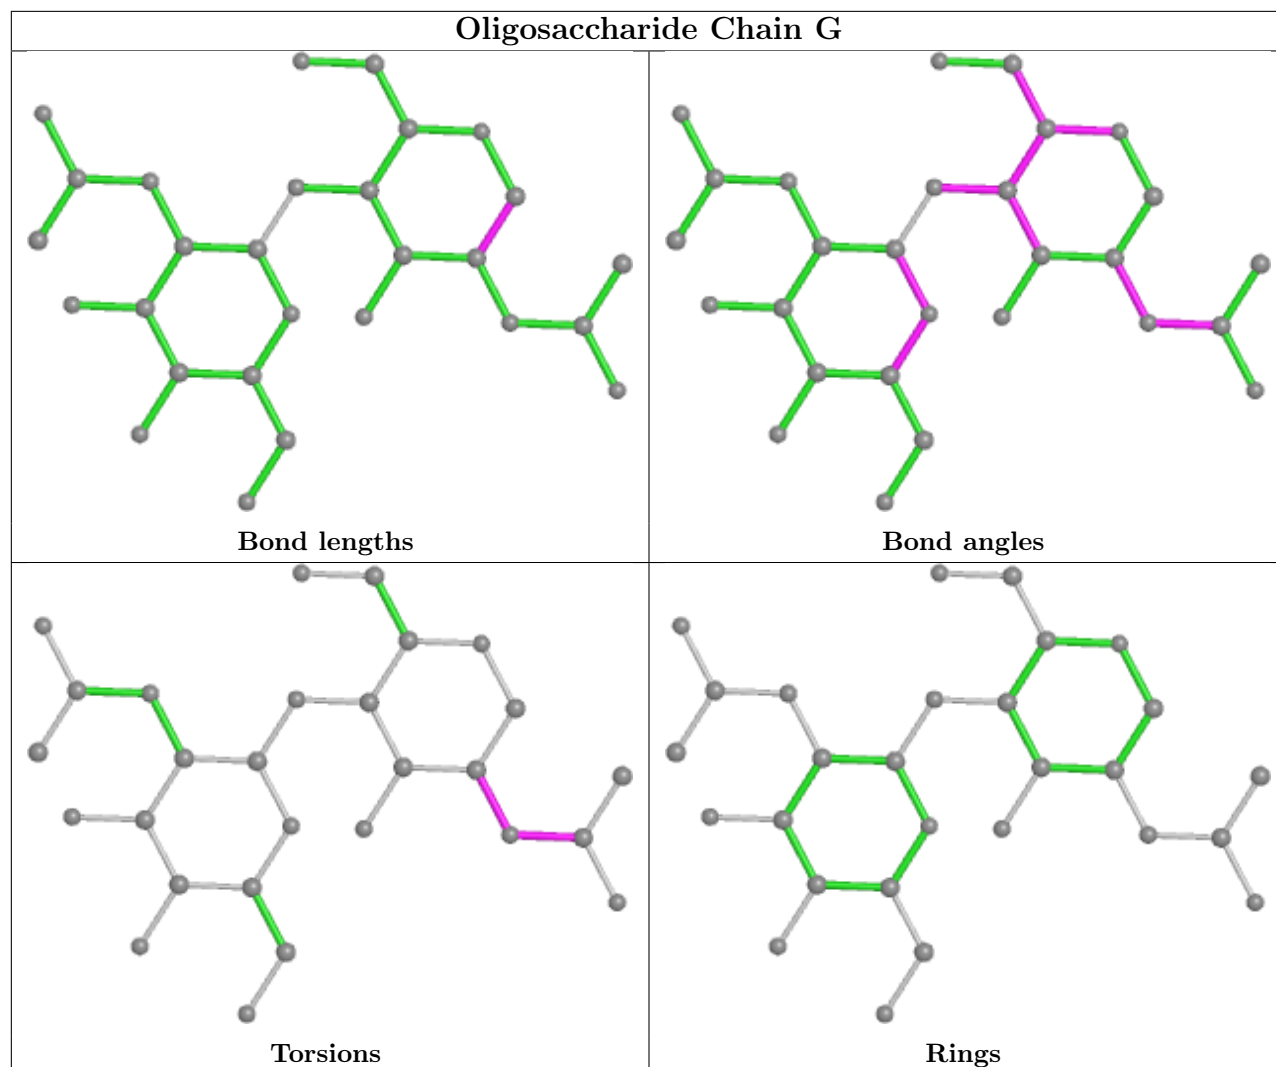 Oligosaccharide Chain G
Bond lengths
Bond angles
Torsions
Rings